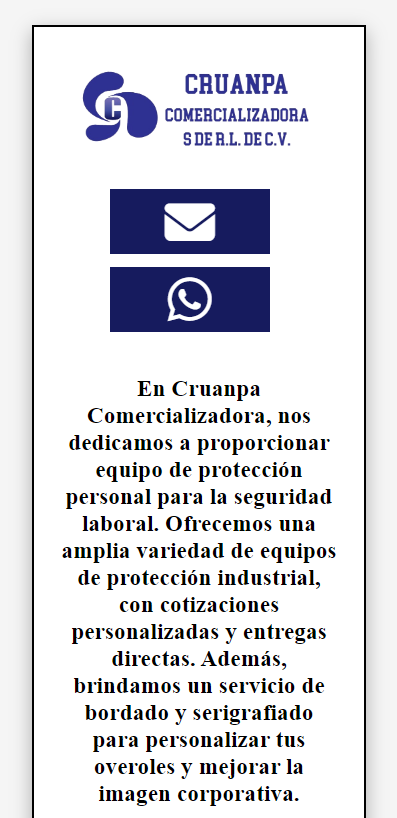 C
CRUANPA
COMERCIALIZADORA
S DE R.L. DE C.V.
En Cruanpa
Comercializadora, nos
dedicamos a proporcionar
equipo de protección
personal para la seguridad
laboral. Ofrecemos una
amplia variedad de equipos
de protección industrial,
con cotizaciones
personalizadas y entregas
directas. Además,
brindamos un servicio de
bordado y serigrafiado
para personalizar tus
overoles y mejorar la
imagen corporativa.